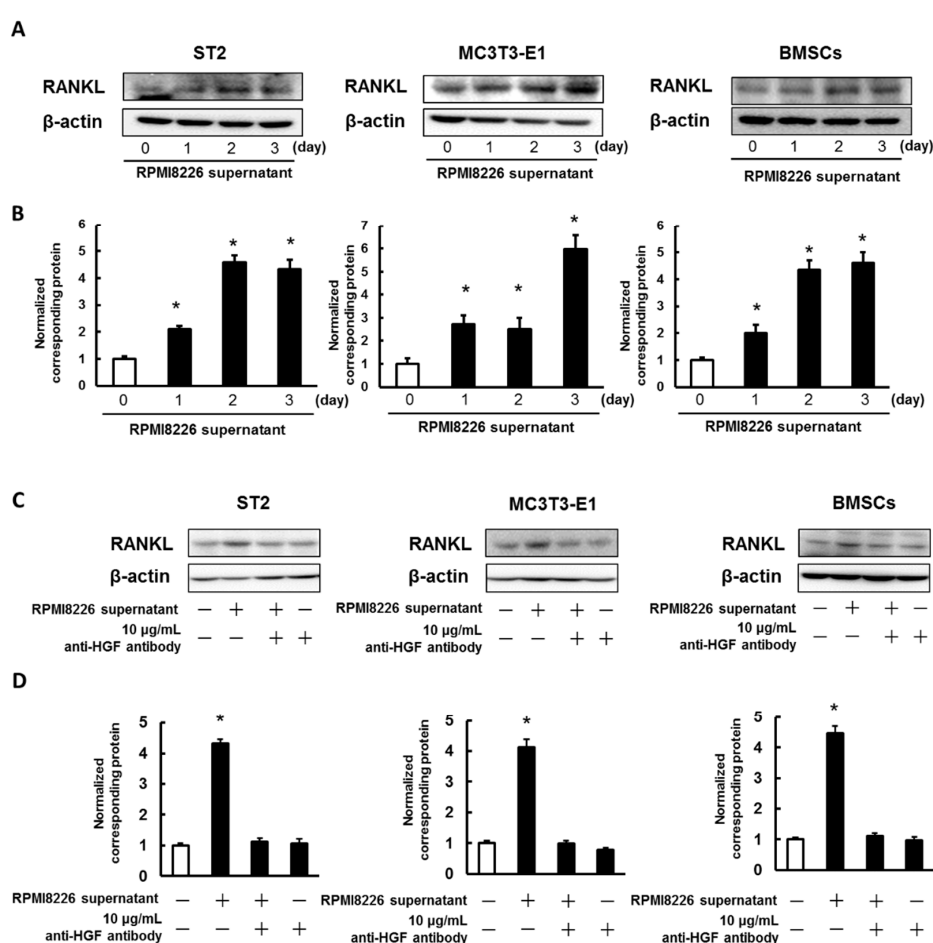 A
ST2
MC3T3-E1
BMSCs
RANKL
RANKL
RANKL
β-actin
β-actin
β-actin
0 1 2 3 (day)
0 1 2 3 (day)
0 1 2 3 (day)
RPMI8226 supernatant
RPMI8226 supernatant
RPMI8226 supernatant
B
Normalized
corresponding protein
6
5
4
3
2
1
0
* * *
0 1 2 3 (day)
RPMI8226 supernatant
Normalized
corresponding protein
7
6
5
4
3
2
1
0
* * *
0 1 2 3 (day)
RPMI8226 supernatant
Normalized
corresponding protein
6
5
4
3
2
1
0
* * *
0 1 2 3 (day)
RPMI8226 supernatant
C
ST2
MC3T3-E1
BMSCs
RANKL
RANKL
RANKL
β-actin
β-actin
β-actin
RPMI8226 supernatant − + + −
10 µg/mL
anti-HGF antibody − − + +
RPMI8226 supernatant − + + −
10 µg/mL
anti-HGF antibody − − + +
RPMI8226 supernatant − + + −
10 µg/mL
anti-HGF antibody − − + +
D
Normalized
corresponding protein
5
4
3
2
1
0
*
RPMI8226 supernatant − + + −
10 µg/mL
anti-HGF antibody − − + +
Normalized
corresponding protein
5
4
3
2
1
0
*
RPMI8226 supernatant − + + −
10 µg/mL
anti-HGF antibody − − + +
Normalized
corresponding protein
5
4
3
2
1
0
*
RPMI8226 supernatant − + + −
10 µg/mL
anti-HGF antibody − − + +